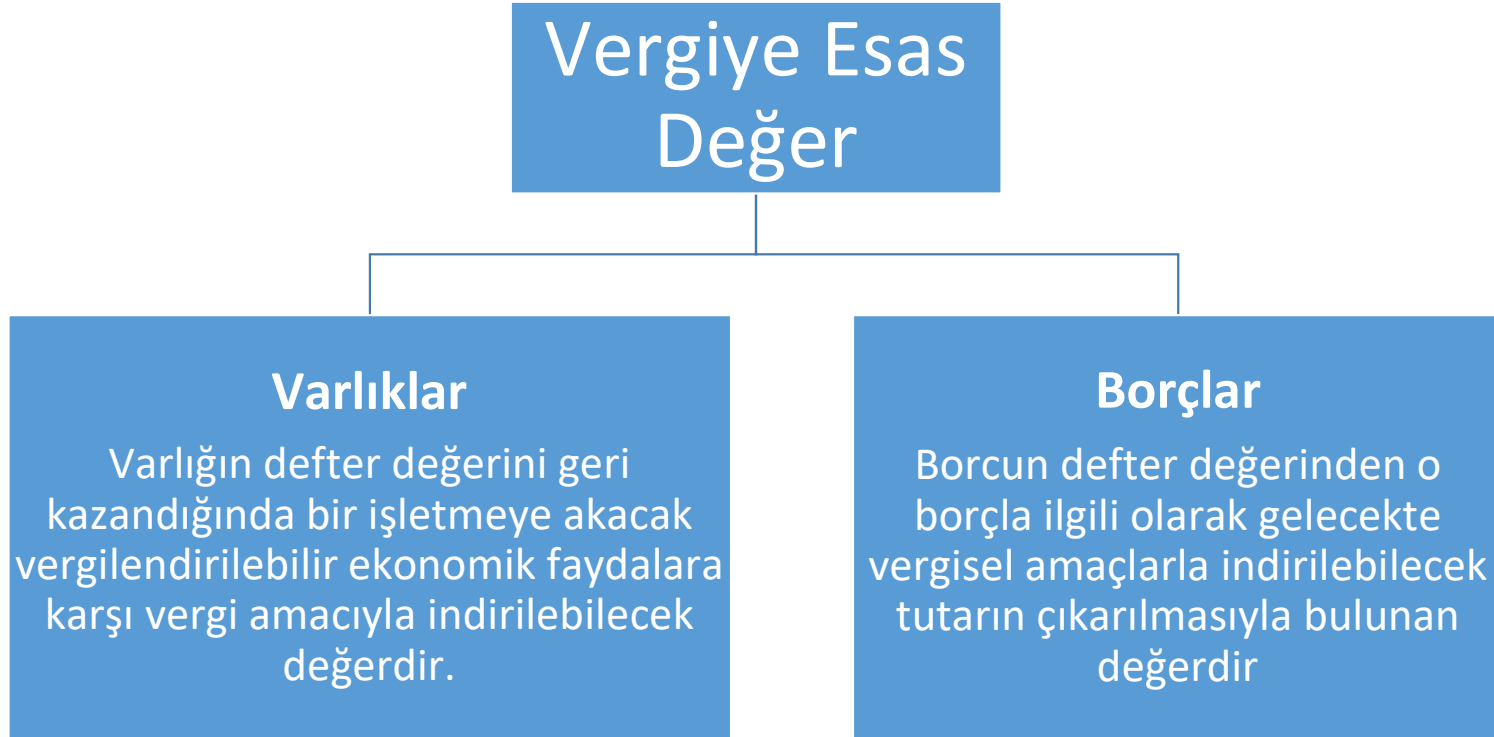 Vergiye Esas
Değer
Varlıklar
Varlığın defter değerini geri
kazandığında bir işletmeye akacak
vergilendirilebilir ekonomik faydalara
karşı vergi amacıyla indirilebilecek
değerdir.
Borçlar
Borcun defter değerinden o
borçla ilgili olarak gelecekte
vergisel amaçlarla indirilebilecek
tutarın çıkarılmasıyla bulunan
değerdir